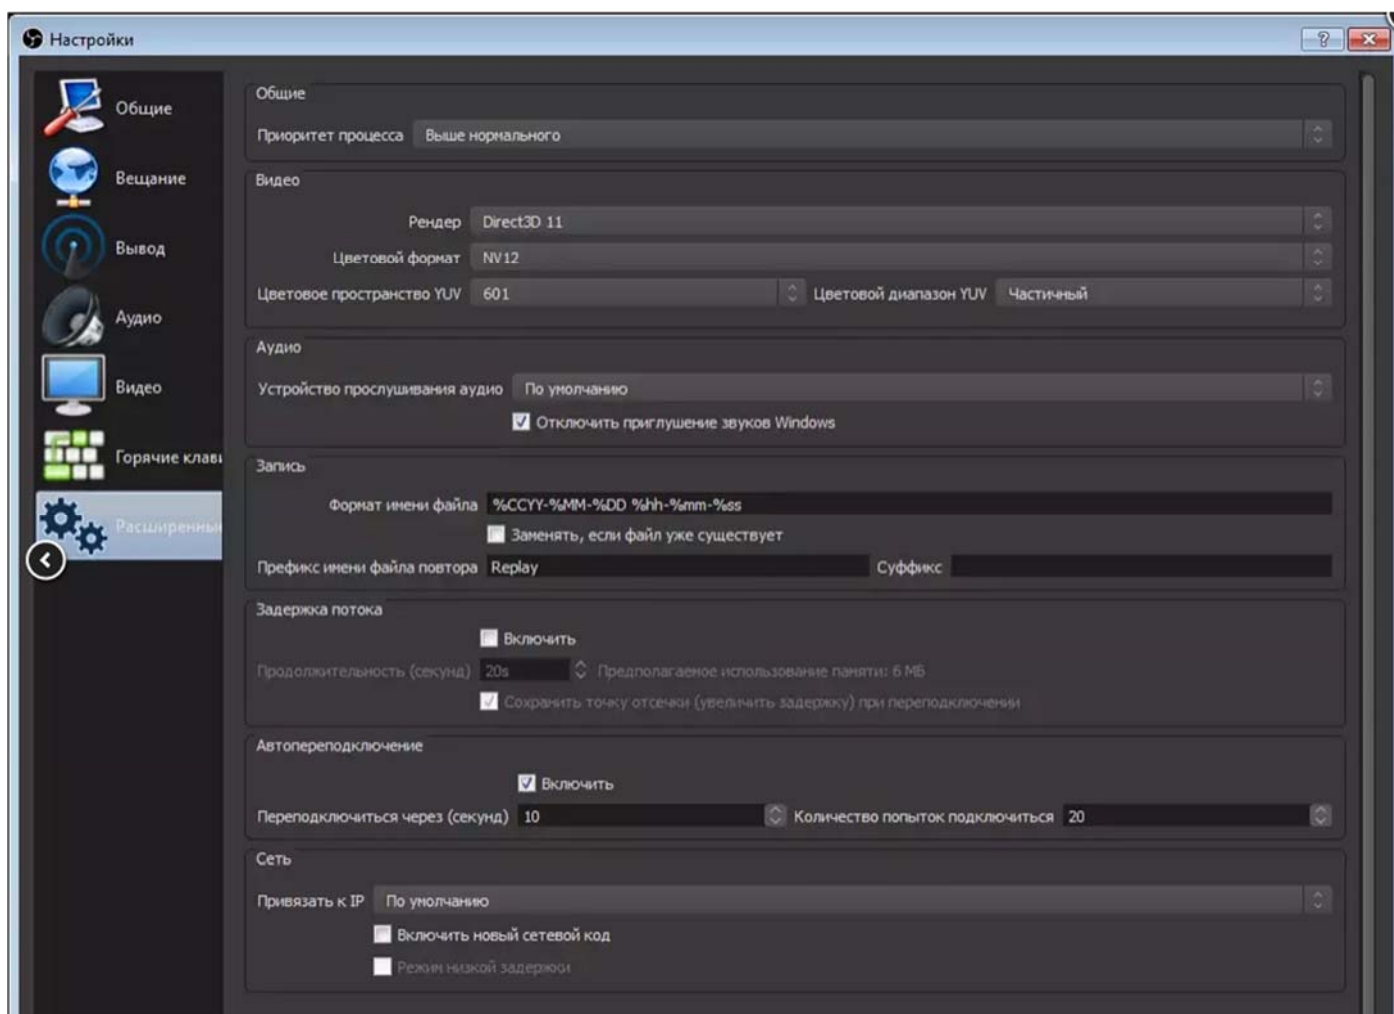 Настройки
Общие
Вещание
Вывод
Аудио
Видео
Горячие клави
Расширенные
Общие
Приоритет процесса Выше нормального
Видео
Рендер Direct3D 11
Цветовой формат NV12
Цветовое пространство YUV 601 Цветовой диапазон YUV Частичный
Аудио
Устройство прослушивания аудио По умолчанию
Отключить приглушение звуков Windows
Запись
Формат имени файла %CCYY-%MM-%DD %hh-%mm-%ss
Заменять, если файл уже существует
Префикс имени файла повтора Replay Суффикс
Задержка потока
Включить
Продолжительность (секунд) 20s Предполагаемое использование памяти: 6 МБ
Сохранить точку отсечки (увеличить задержку) при переподключении
Автопереподключение
Включить
Переподключиться через (секунд) 10 Количество попыток подключиться 20
Сеть
Привязать к IP По умолчанию
Включить новый сетевой код
Режим низкой задержки